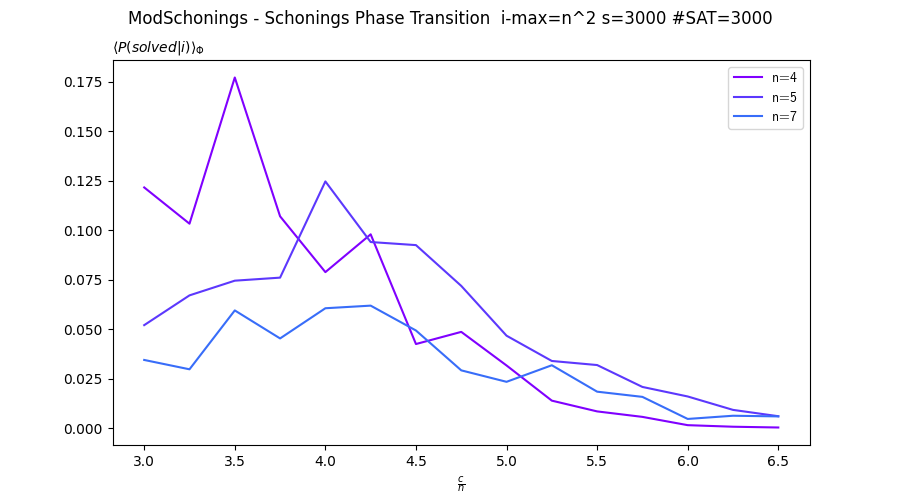 ModSchonings - Schonings Phase Transition  i-max=n^2 s=3000 #SAT=3000
⟨P(solved|i)⟩Φ
n=4
n=5
n=7
0.175
0.150
0.125
0.100
0.075
0.050
0.025
0.000
3.0 3.5 4.0 4.5 5.0 5.5 6.0 6.5
c
n